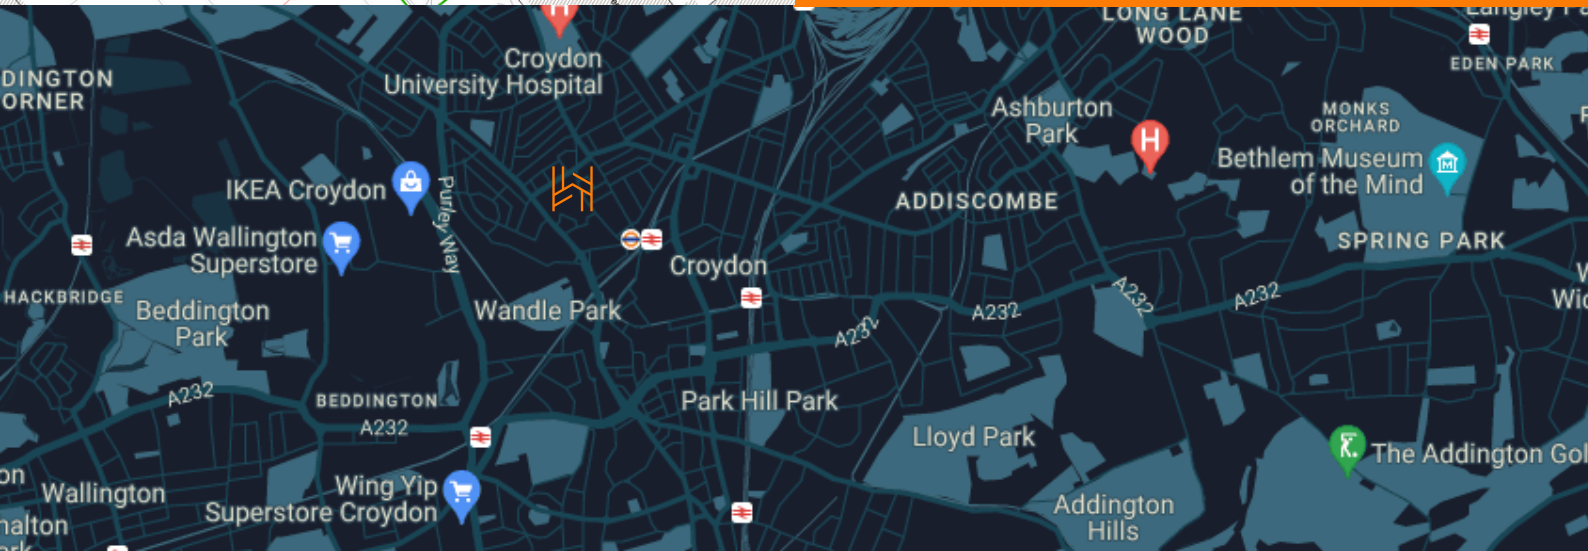 LONG LANE
WOOD
Croydon
University Hospital
EDEN PARK
DINGTON
ORNER
Ashburton
Park
MONKS
ORCHARD
H
Bethlem Museum
of the Mind
IKEA Croydon
Purley Way
ADDISCOMBE
Asda Wallington
Superstore
SPRING PARK
Croydon
HACKBRIDGE
Beddington
Park
Wandle Park
A232
A232
A232
A232
A232
BEDDINGTON
A232
Park Hill Park
Lloyd Park
The Addington Gol
on
Wallington
Wing Yip
Superstore Croydon
Addington
Hills
nalton